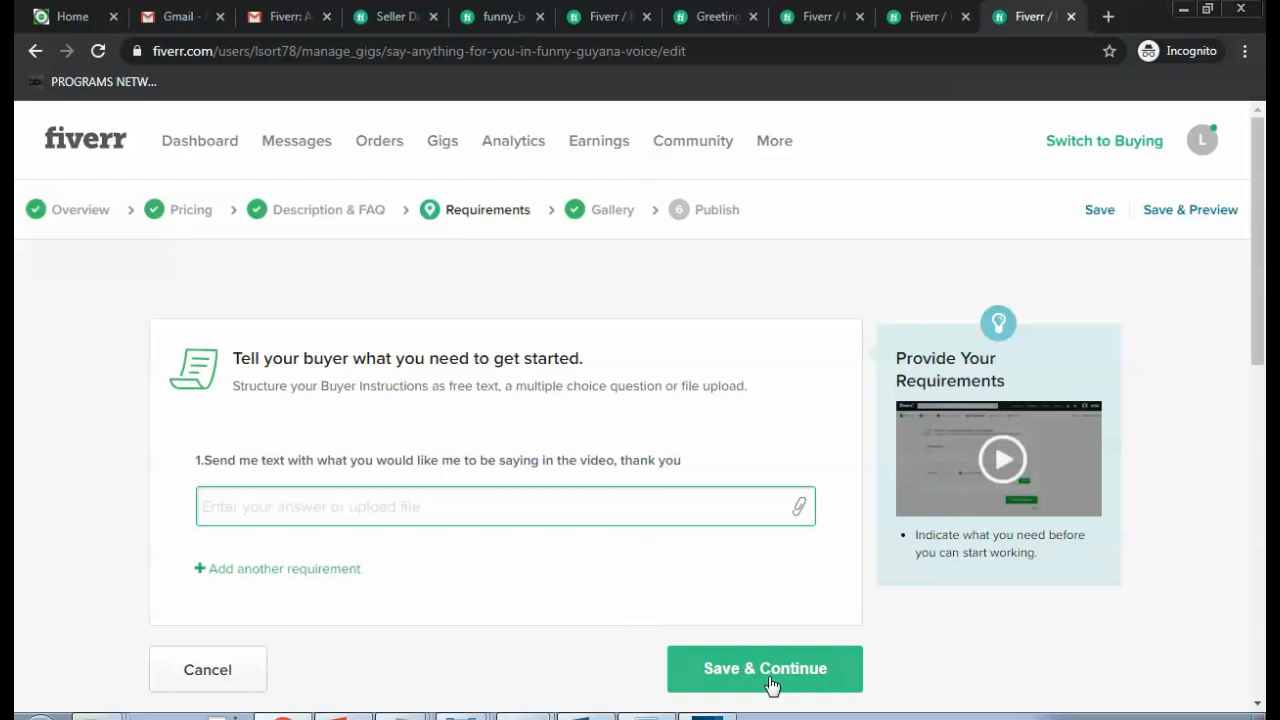 Home
Gmail -
Fiverr: A
Seller D
funny_b
Fiverr /
Greeting
Fiverr /
Fiverr /
Fiverr /
fiverr.com/users/lsort78/manage_gigs/say-anything-for-you-in-funny-guyana-voice/edit
Incognito
PROGRAMS NETW...
fiverr
Dashboard
Messages
Orders
Gigs
Analytics
Earnings
Community
More
Switch to Buying
L
Overview
Pricing
Description & FAQ
Requirements
Gallery
6
Publish
Save
Save & Preview
Tell your buyer what you need to get started.
Structure your Buyer Instructions as free text, a multiple choice question or file upload.
Provide Your
Requirements
1.Send me text with what you would like me to be saying in the video, thank you
Enter your answer or upload file
Indicate what you need before
you can start working.
+ Add another requirement
Cancel
Save & Continue